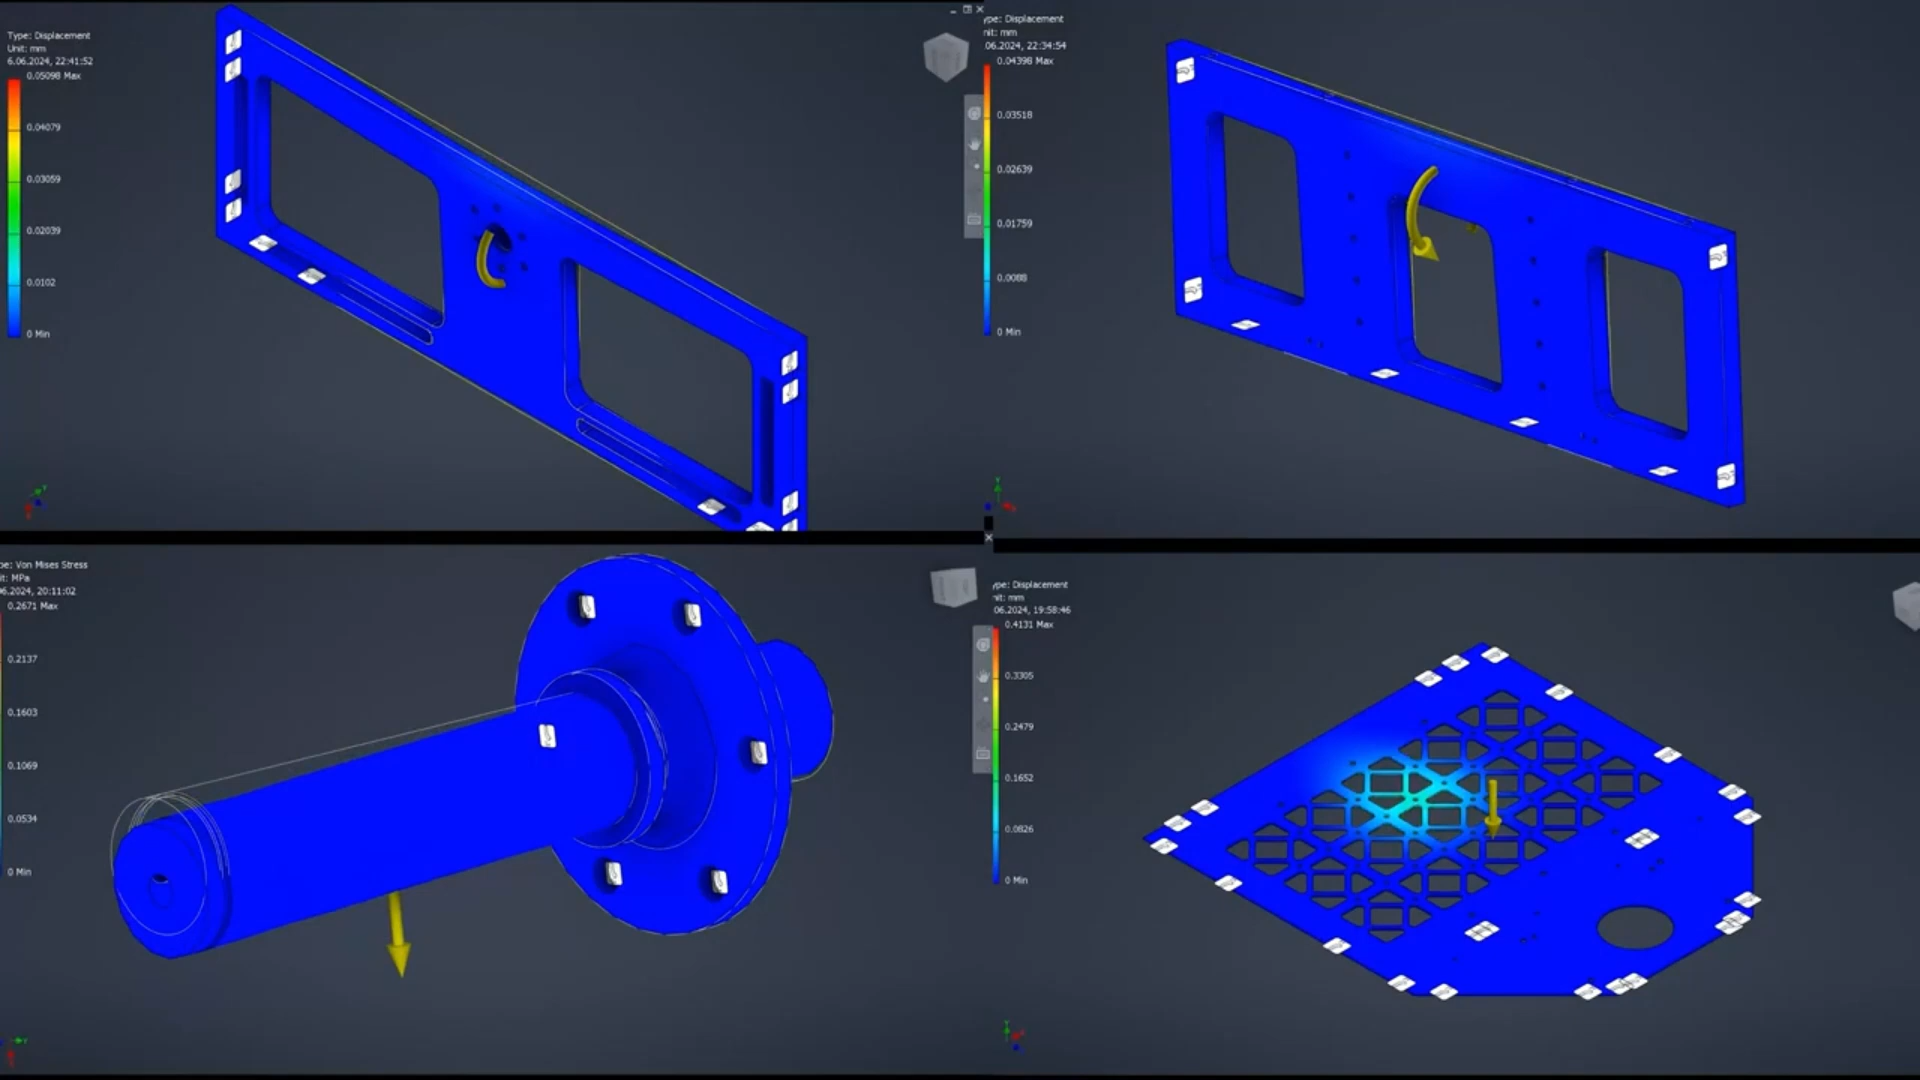 Type: Displacement
Unit: mm
6.06.2024, 22:41:52
0.05098 Max
0.04079
0.03059
0.02039
0.0102
0 Min
ype: Displacement
nit: mm
.06.2024, 22:34:54
0.04398 Max
0.03518
0.02639
0.01759
0.0088
0 Min
pe: Von Mises Stress
it: MPa
6.2024, 20:11:02
0.2671 Max
0.2137
0.1603
0.1069
0.0534
0 Min
ype: Displacement
nit: mm
06.2024, 19:58:46
0.4131 Max
0.3305
0.2479
0.1652
0.0826
0 Min